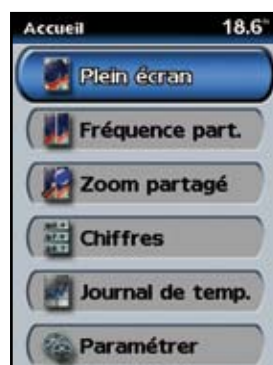 Accueil 18.6
Plein écran
Fréquence part.
Zoom partagé
Chiffres
Journal de temp.
Paramétrer